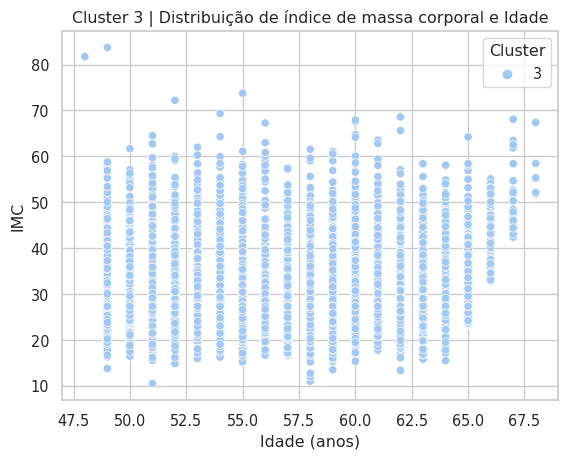 Cluster 3 | Distribuição de índice de massa corporal e Idade
Cluster
3
IMC
80
70
60
50
40
30
20
10
47.5 50.0 52.5 55.0 57.5 60.0 62.5 65.0 67.5
Idade (anos)